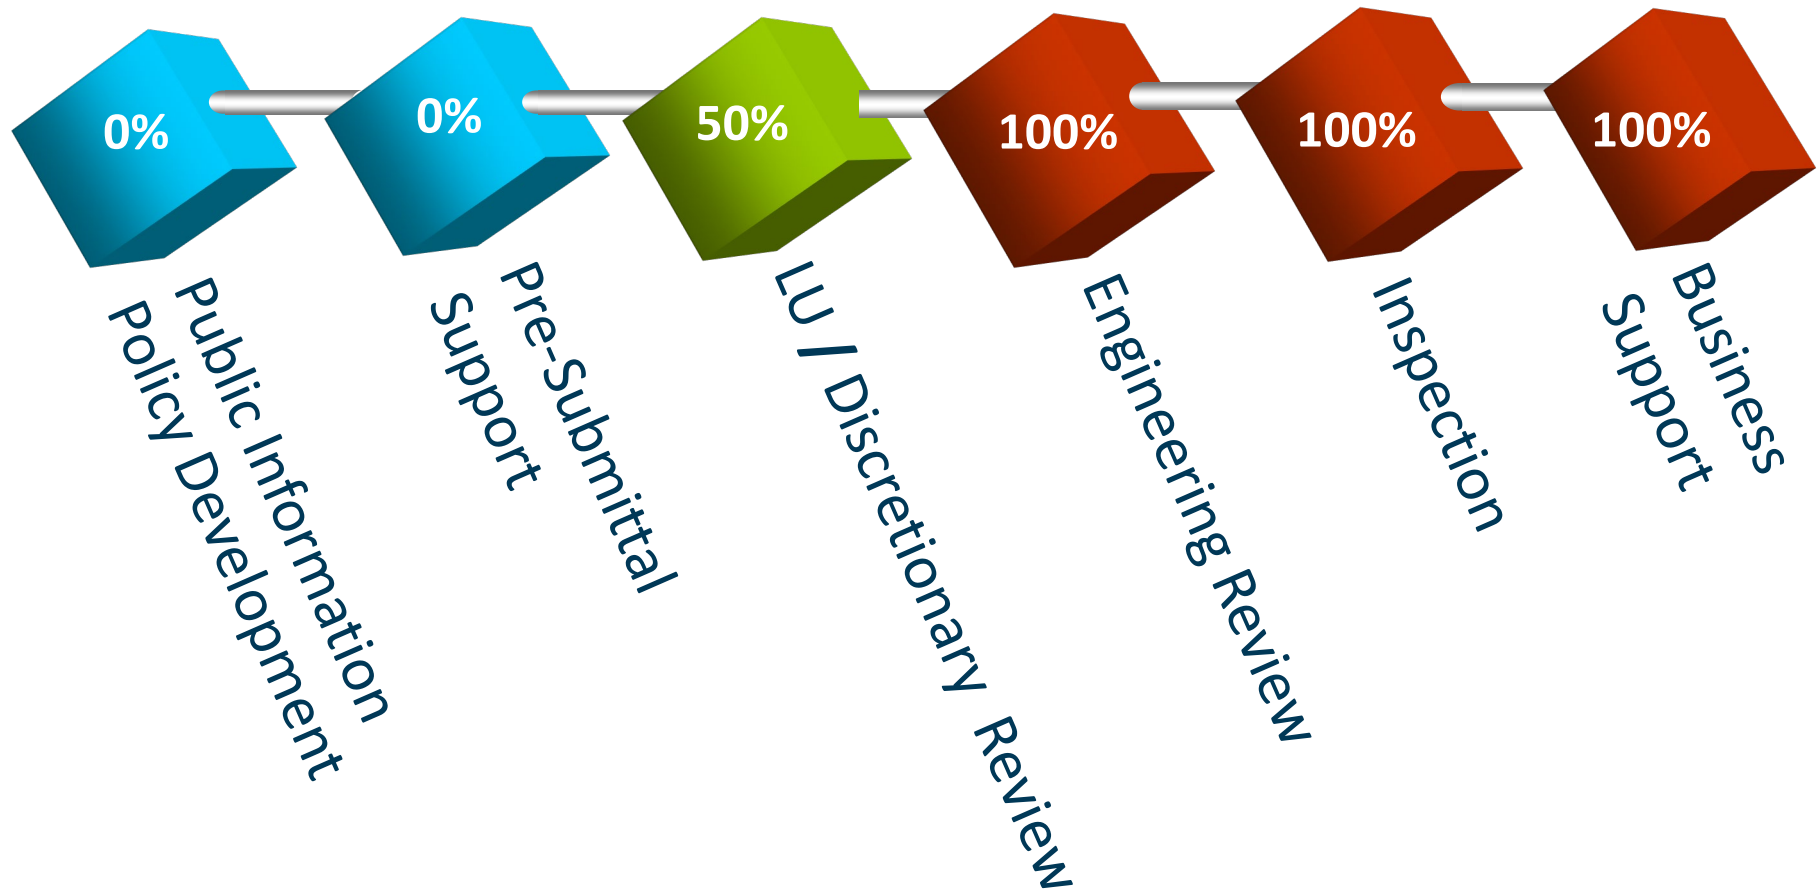 0%
0%
50%
100%
100%
100%
Public Information
Policy Development
Pre-Submittal
Support
LU / Discretionary Review
Engineering Review
Inspection
Business
Support